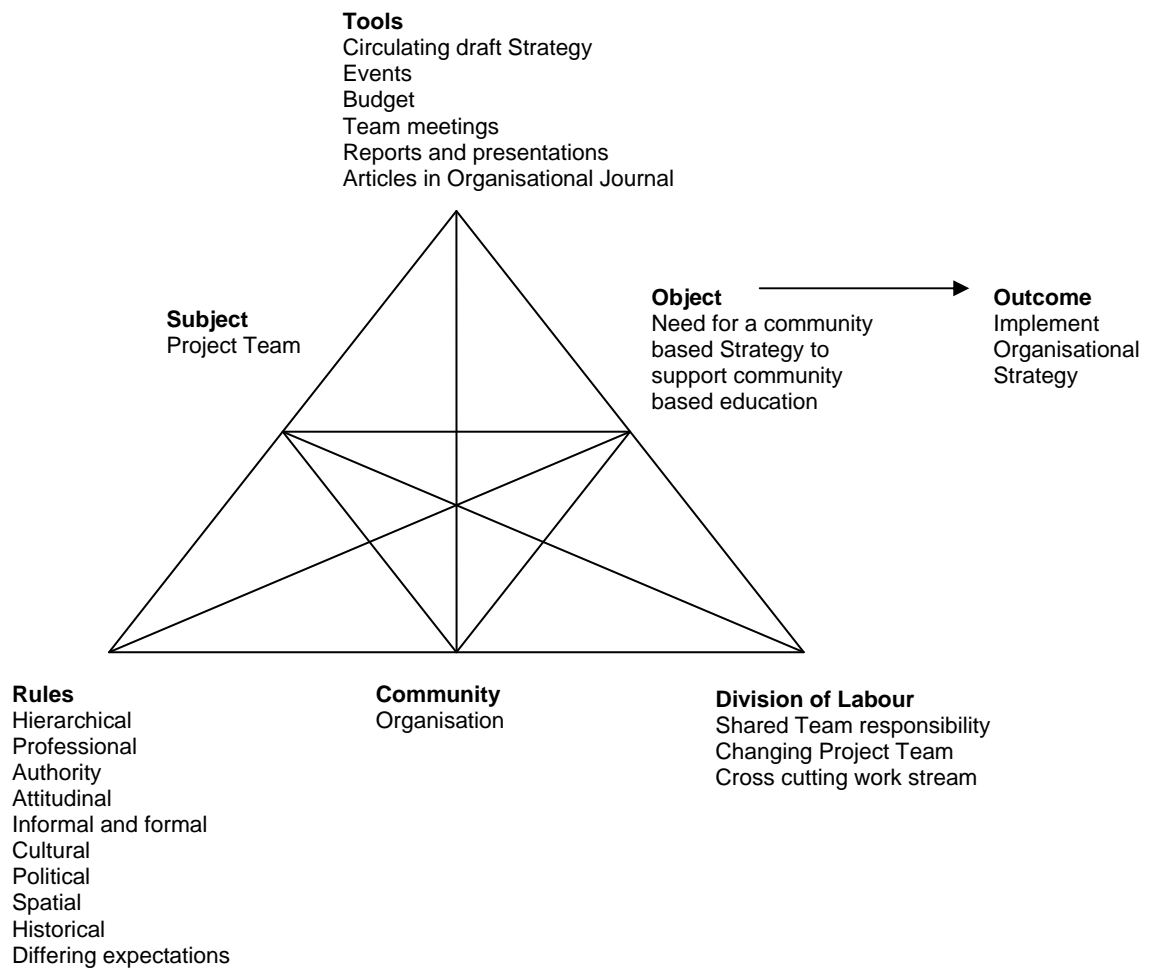 Tools
Circulating draft Strategy
Events
Budget
Team meetings
Reports and presentations
Articles in Organisational Journal
Subject
Project Team
Object
Need for a community
based Strategy to
support community
based education
Outcome
Implement
Organisational
Strategy
Rules
Hierarchical
Professional
Authority
Attitudinal
Informal and formal
Cultural
Political
Spatial
Historical
Differing expectations
Community
Organisation
Division of Labour
Shared Team responsibility
Changing Project Team
Cross cutting work stream